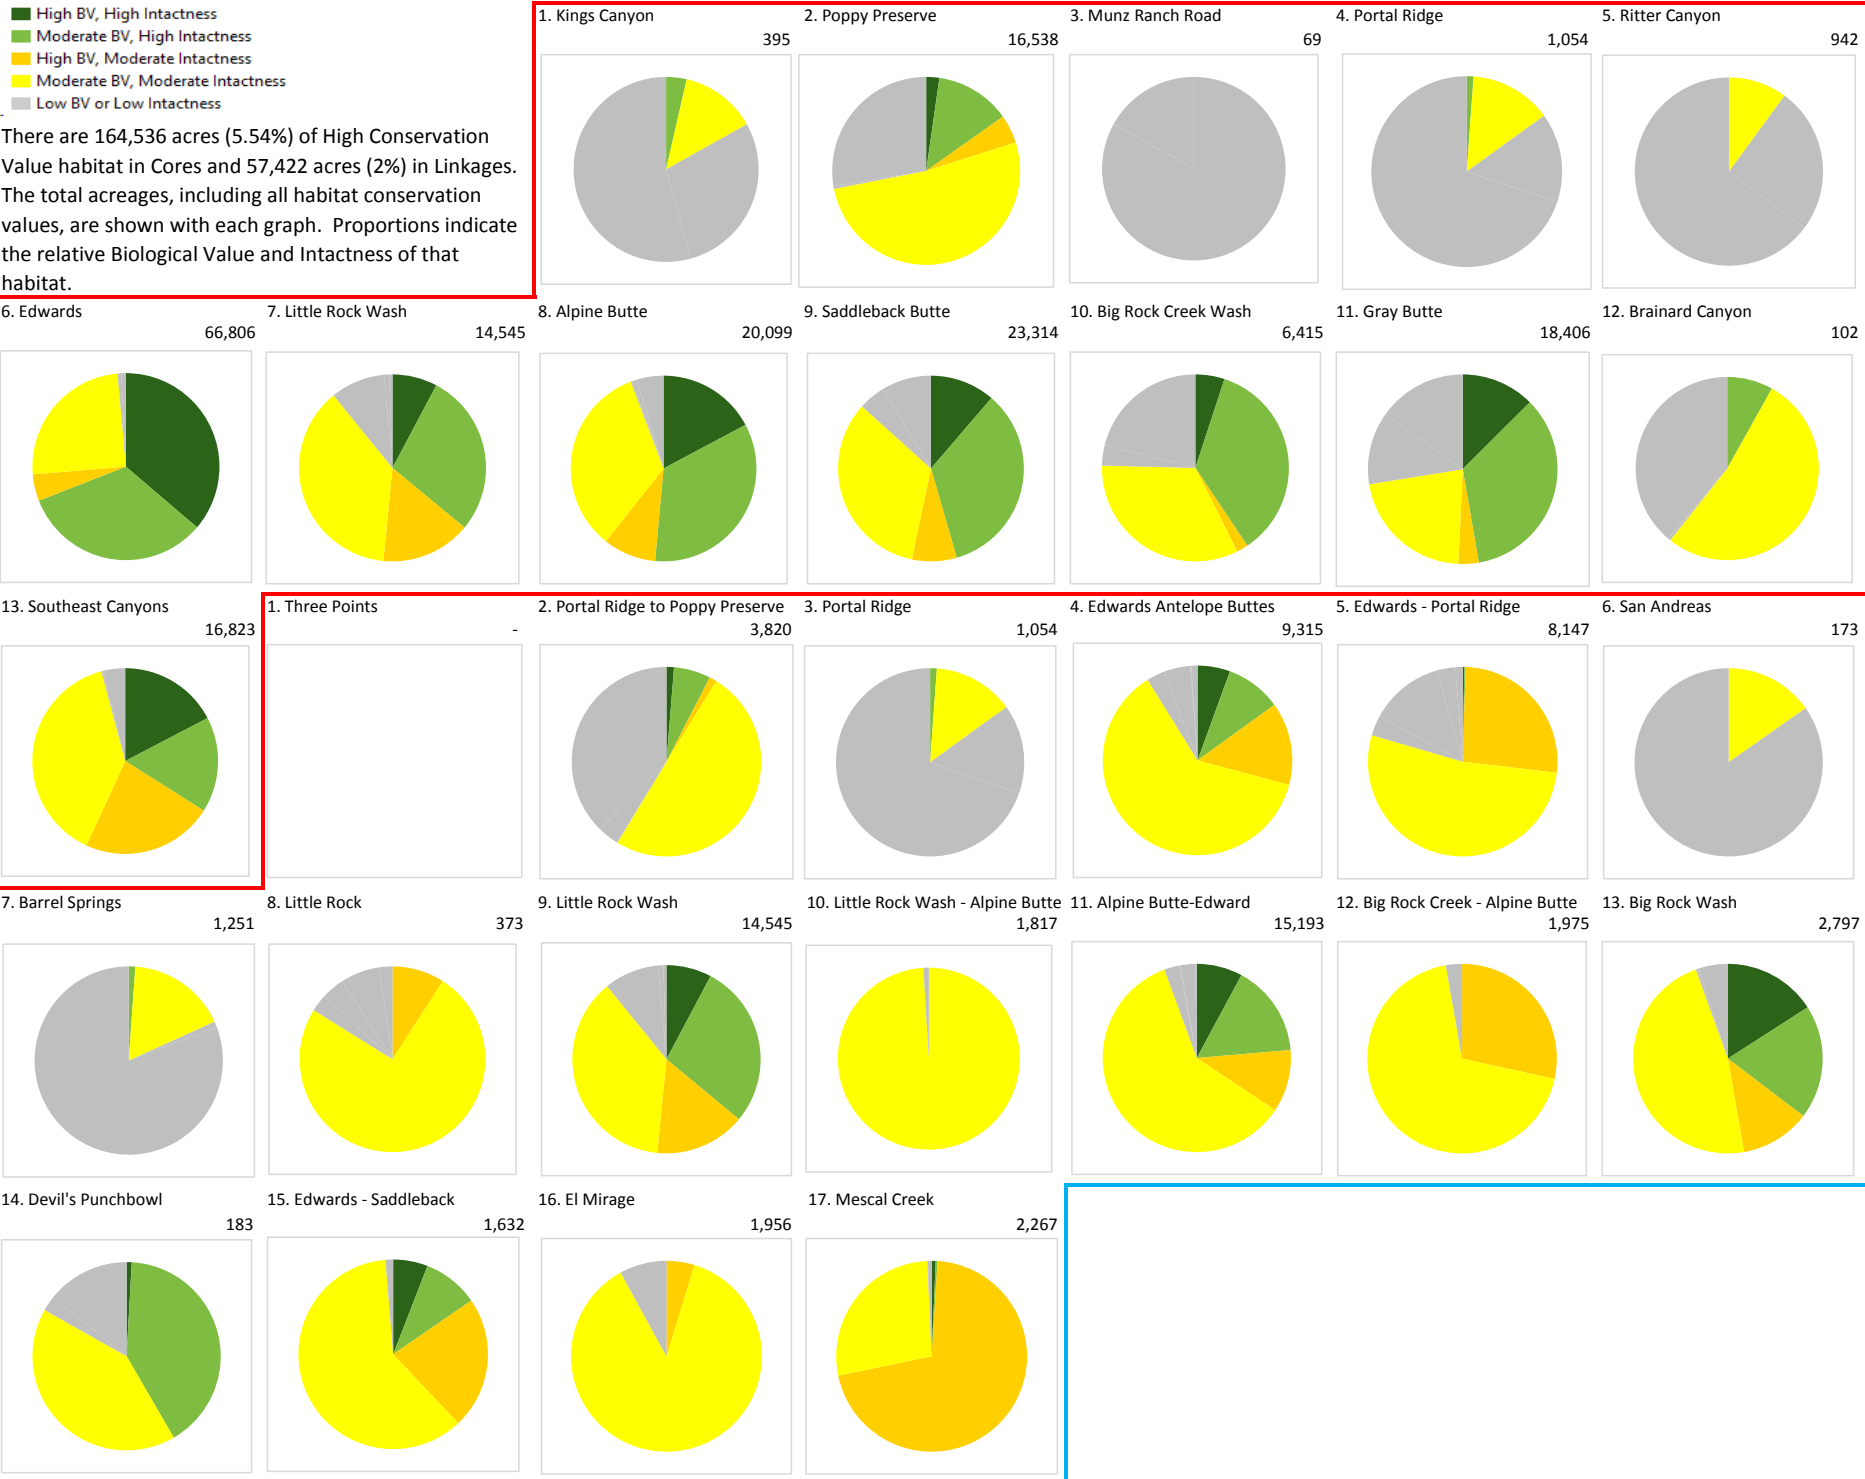 High BV, High Intactness
Moderate BV, High Intactness
High BV, Moderate Intactness
Moderate BV, Moderate Intactness
Low BV or Low Intactness
There are 164,536 acres (5.54%) of High Conservation
Value habitat in Cores and 57,422 acres (2%) in Linkages.
The total acreages, including all habitat conservation
values, are shown with each graph. Proportions indicate
the relative Biological Value and Intactness of that
habitat.
1. Kings Canyon
395
2. Poppy Preserve
16,538
3. Munz Ranch Road
69
4. Portal Ridge
1,054
5. Ritter Canyon
942
6. Edwards
66,806
7. Little Rock Wash
14,545
8. Alpine Butte
20,099
9. Saddleback Butte
23,314
10. Big Rock Creek Wash
6,415
11. Gray Butte
18,406
12. Brainard Canyon
102
13. Southeast Canyons
16,823
1. Three Points
-
2. Portal Ridge to Poppy Preserve
3,820
3. Portal Ridge
1,054
4. Edwards Antelope Buttes
9,315
5. Edwards - Portal Ridge
8,147
6. San Andreas
173
7. Barrel Springs
1,251
8. Little Rock
373
9. Little Rock Wash
14,545
10. Little Rock Wash - Alpine Butte
1,817
11. Alpine Butte-Edward
15,193
12. Big Rock Creek - Alpine Butte
1,975
13. Big Rock Wash
2,797
14. Devil's Punchbowl
183
15. Edwards - Saddleback
1,632
16. El Mirage
1,956
17. Mescal Creek
2,267